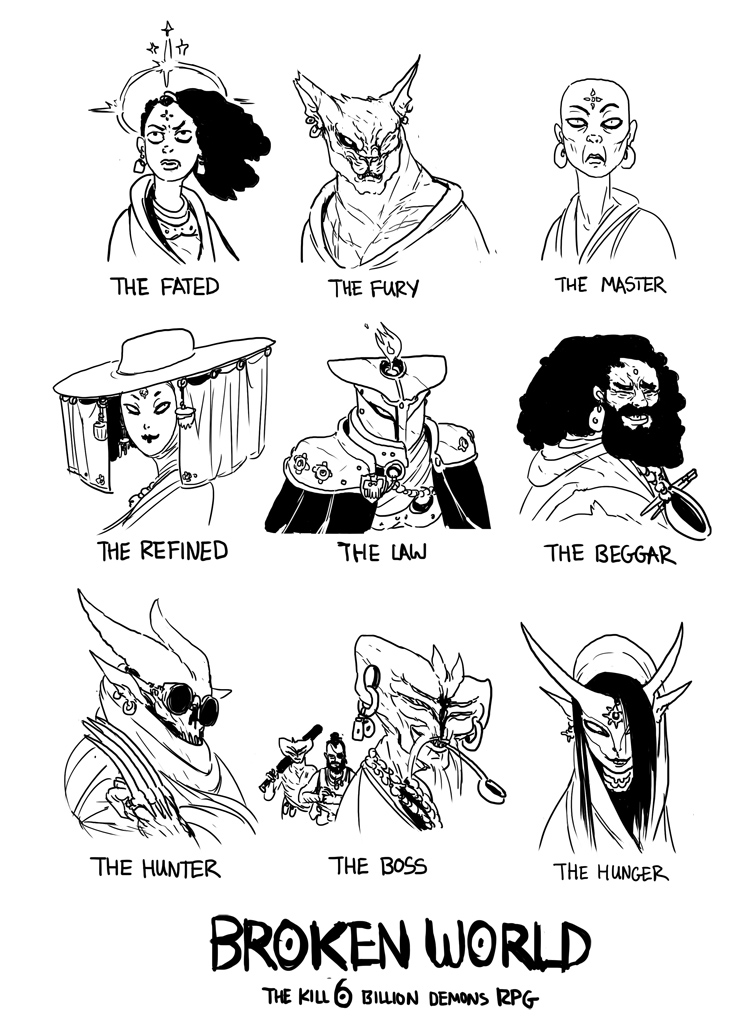 THE FATED
THE FURY
THE MASTER
THE REFINED
THE LAW
THE BEGGAR
THE HUNTER
THE BOSS
THE HUNGER
BROKEN WORLD
THE KILL 6 BILLION DEMONS RPG